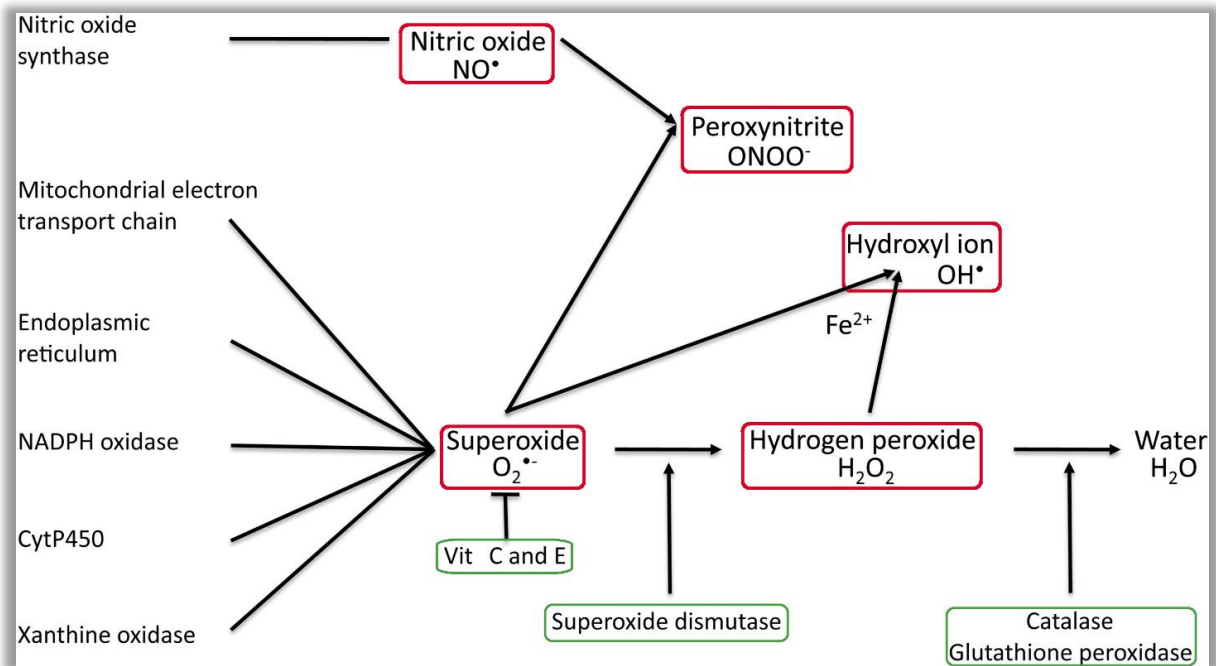 Nitric oxide
synthase
Nitric oxide
NO•
Peroxynitrite
ONOO⁻
Mitochondrial electron
transport chain
Hydroxyl ion
OH•
Endoplasmic
reticulum
Fe²⁺
NADPH oxidase
Superoxide
O₂•⁻
Hydrogen peroxide
H₂O₂
Water
H₂O
CytP450
Vit C and E
Xanthine oxidase
Superoxide dismutase
Catalase
Glutathione peroxidase